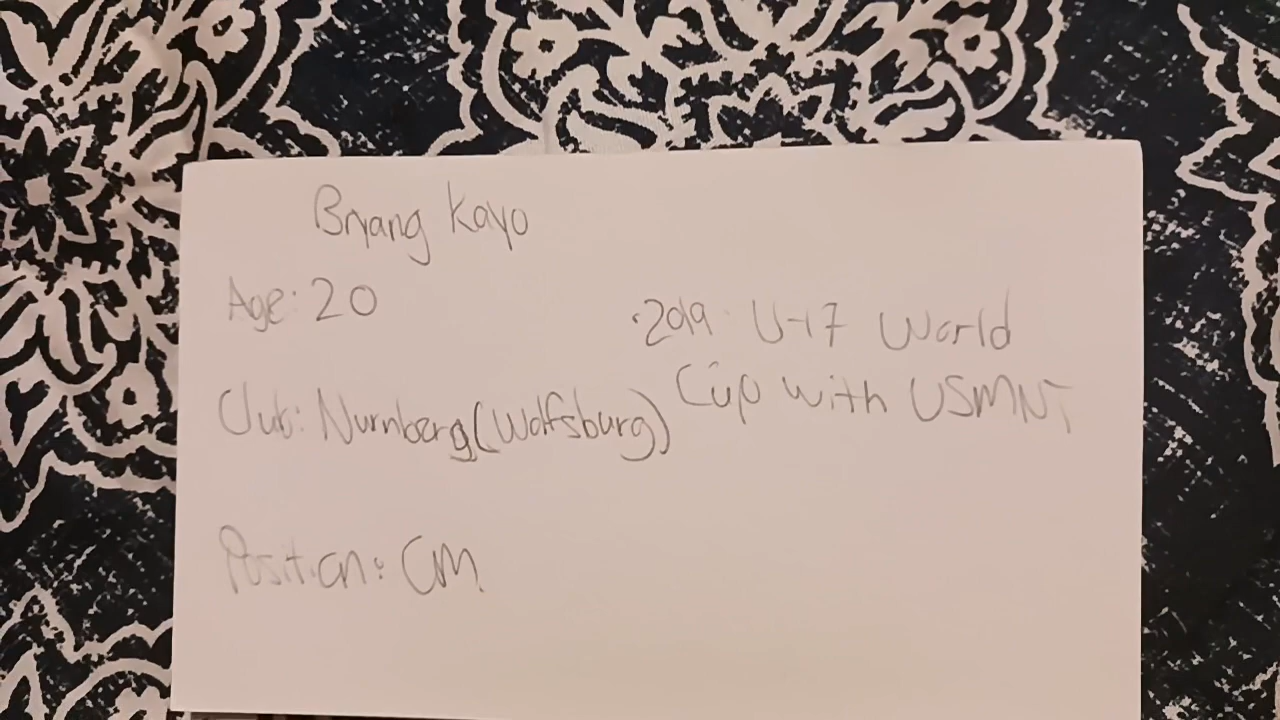 Bryang Kayo
Age: 20
Club: Nurnberg (Wolfsburg)
Position: CM
·2019 U-17 World
Cup with USMNT